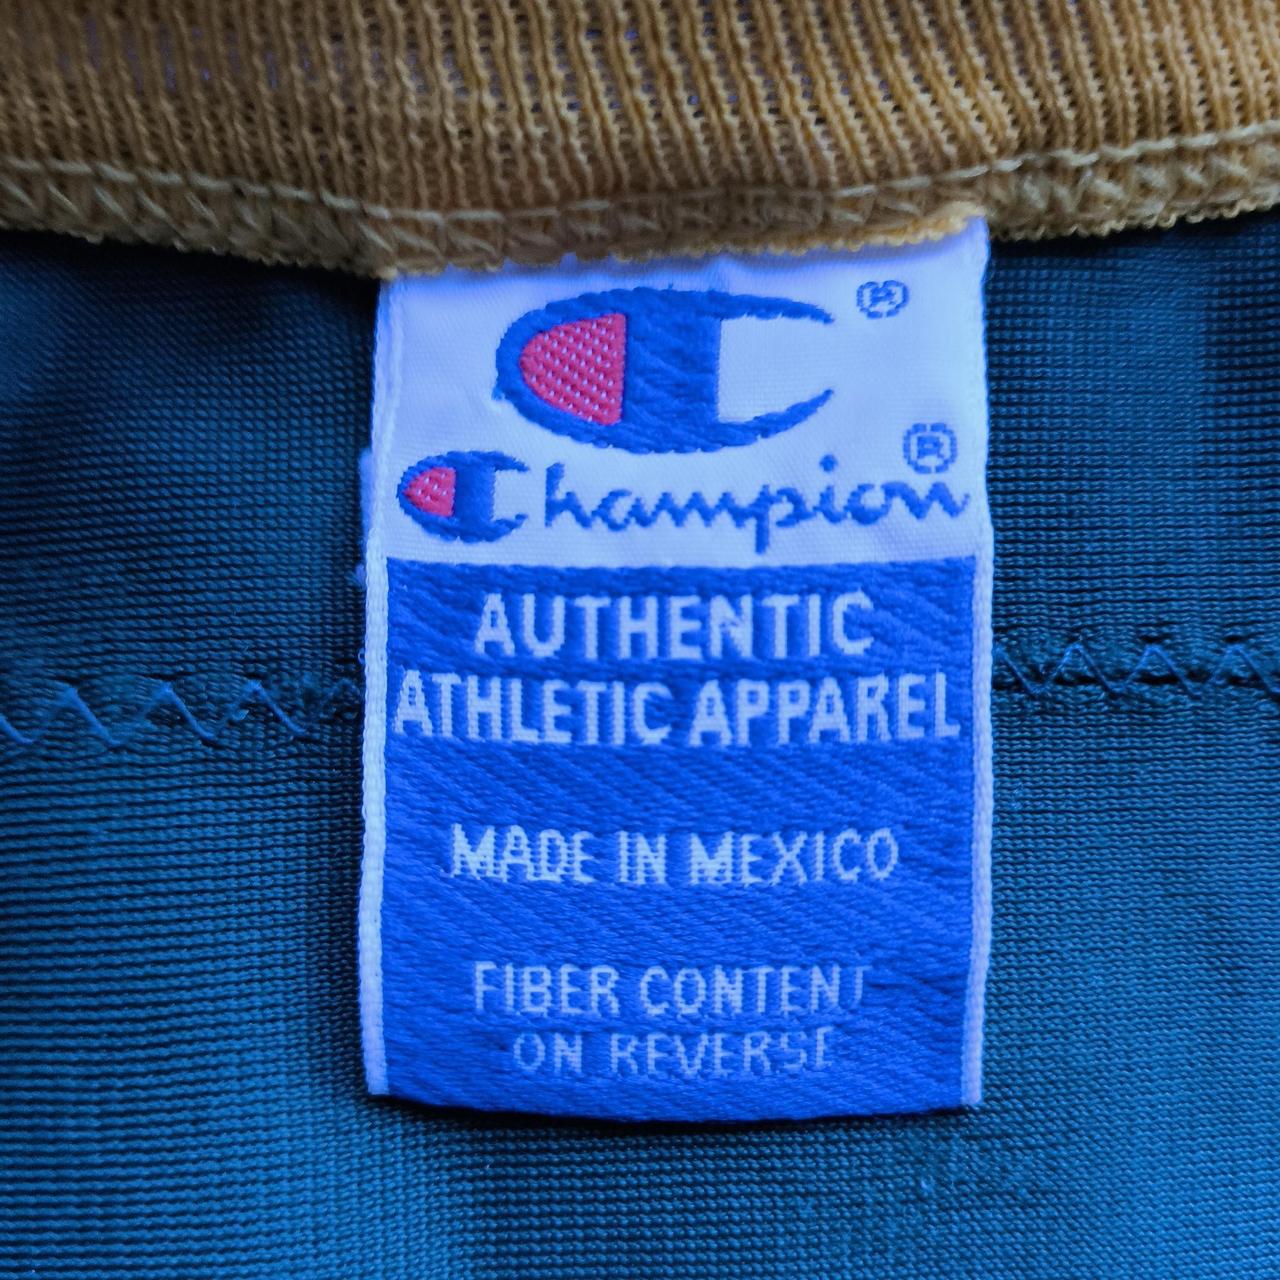 ®
Champion®
AUTHENTIC
ATHLETIC APPAREL
MADE IN MEXICO
FIBER CONTENT
ON REVERSE